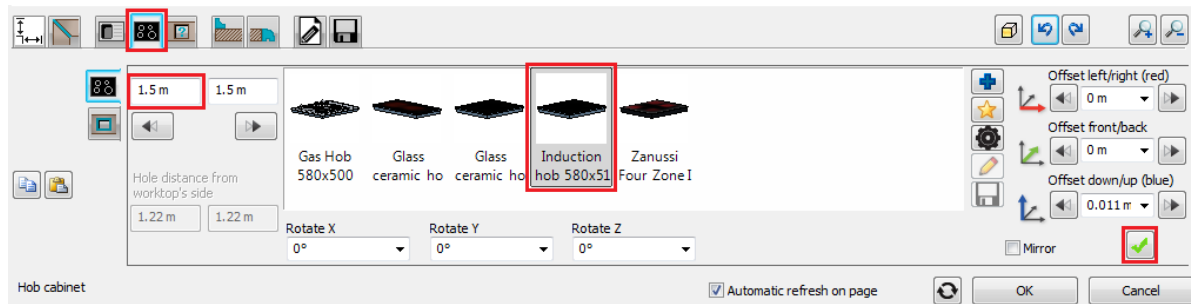 1.5 m
1.5 m
Hole distance from
worktop's side
1.22 m
1.22 m
Gas Hob
580x500
Glass
ceramic ho
Glass
ceramic ho
Induction
hob 580x51
Zanussi
Four Zone I
Rotate X
0°
Rotate Y
0°
Rotate Z
0°
Offset left/right (red)
0 m
Offset front/back
0 m
Offset down/up (blue)
0.011 m
Mirror
Hob cabinet
Automatic refresh on page
OK
Cancel